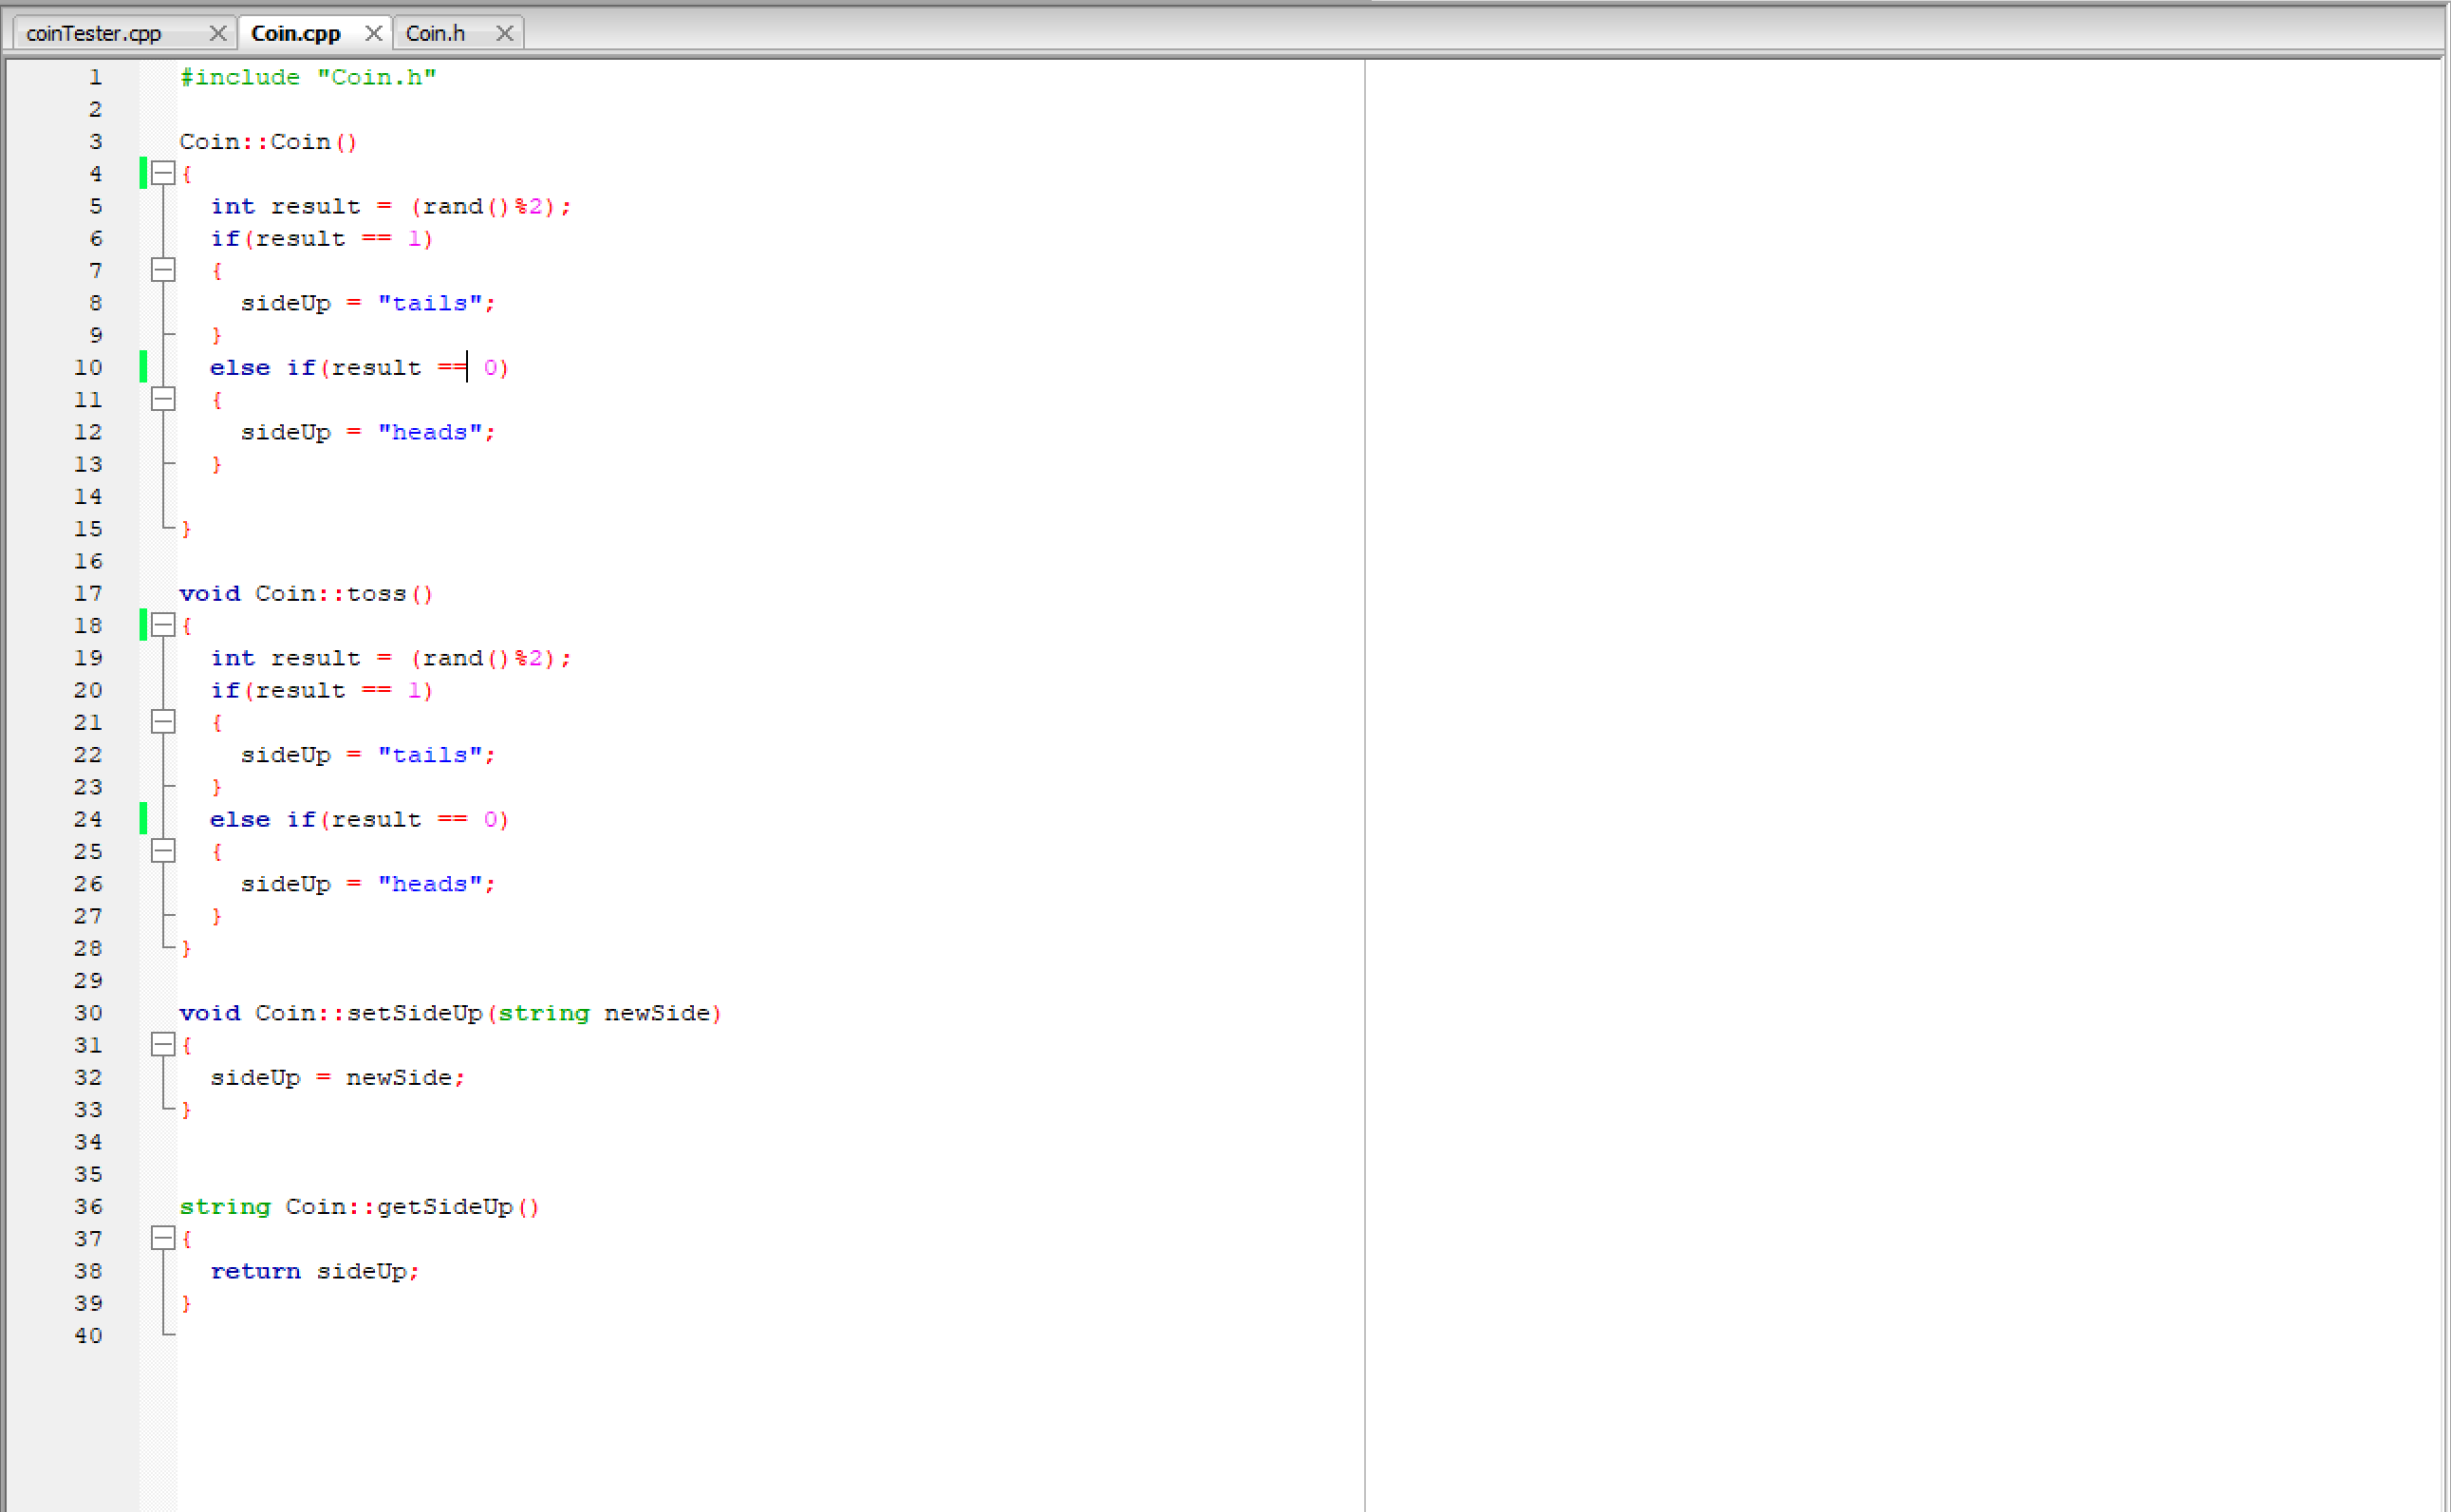 coinTester.cpp Coin.cpp Coin.h
1 #include "Coin.h"
2
3 Coin::Coin()
4 {
5 int result = (rand()%2);
6 if(result == 1)
7 {
8 sideUp = "tails";
9 }
10 else if(result == 0)
11 {
12 sideUp = "heads";
13 }
14
15 }
16
17 void Coin::toss()
18 {
19 int result = (rand()%2);
20 if(result == 1)
21 {
22 sideUp = "tails";
23 }
24 else if(result == 0)
25 {
26 sideUp = "heads";
27 }
28 }
29
30 void Coin::setSideUp(string newSide)
31 {
32 sideUp = newSide;
33 }
34
35
36 string Coin::getSideUp()
37 {
38 return sideUp;
39 }
40